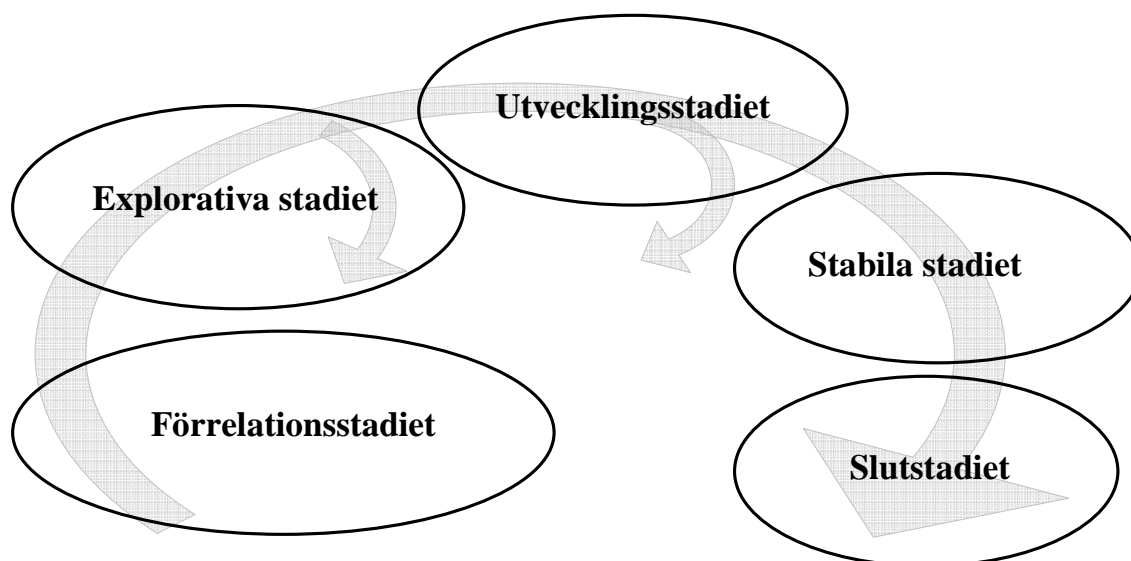 Utvecklingsstadiet
Explorativa stadiet
Stabila stadiet
Förrelationsstadiet
Slutstadiet